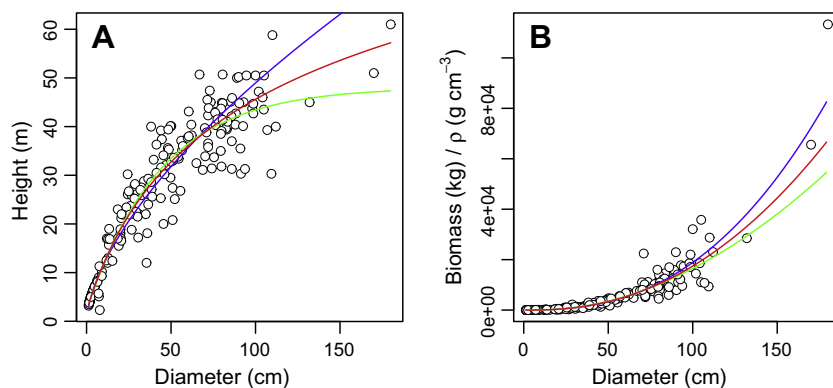 A
Height (m)
60
50
40
30
20
10
0
0 50 100 150
Diameter (cm)
B
Biomass (kg) / ρ (g cm⁻³)
8e+04
4e+04
0e+00
0 50 100 150
Diameter (cm)